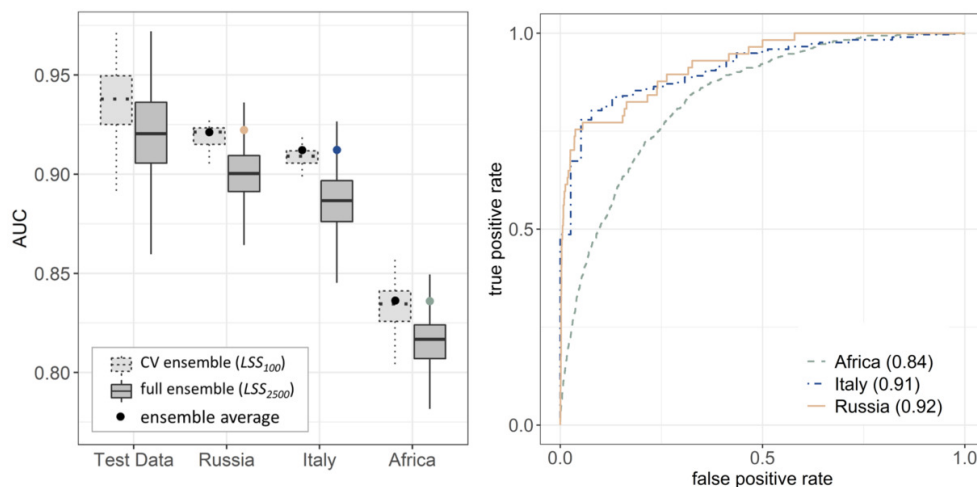 AUC
0.95
0.90
0.85
0.80
CV ensemble (LSS₁₀₀)
full ensemble (LSS₂₅₀₀)
ensemble average
Test Data
Russia
Italy
Africa
true positive rate
1.0
0.5
0.0
Africa (0.84)
Italy (0.91)
Russia (0.92)
0.0
0.5
1.0
false positive rate